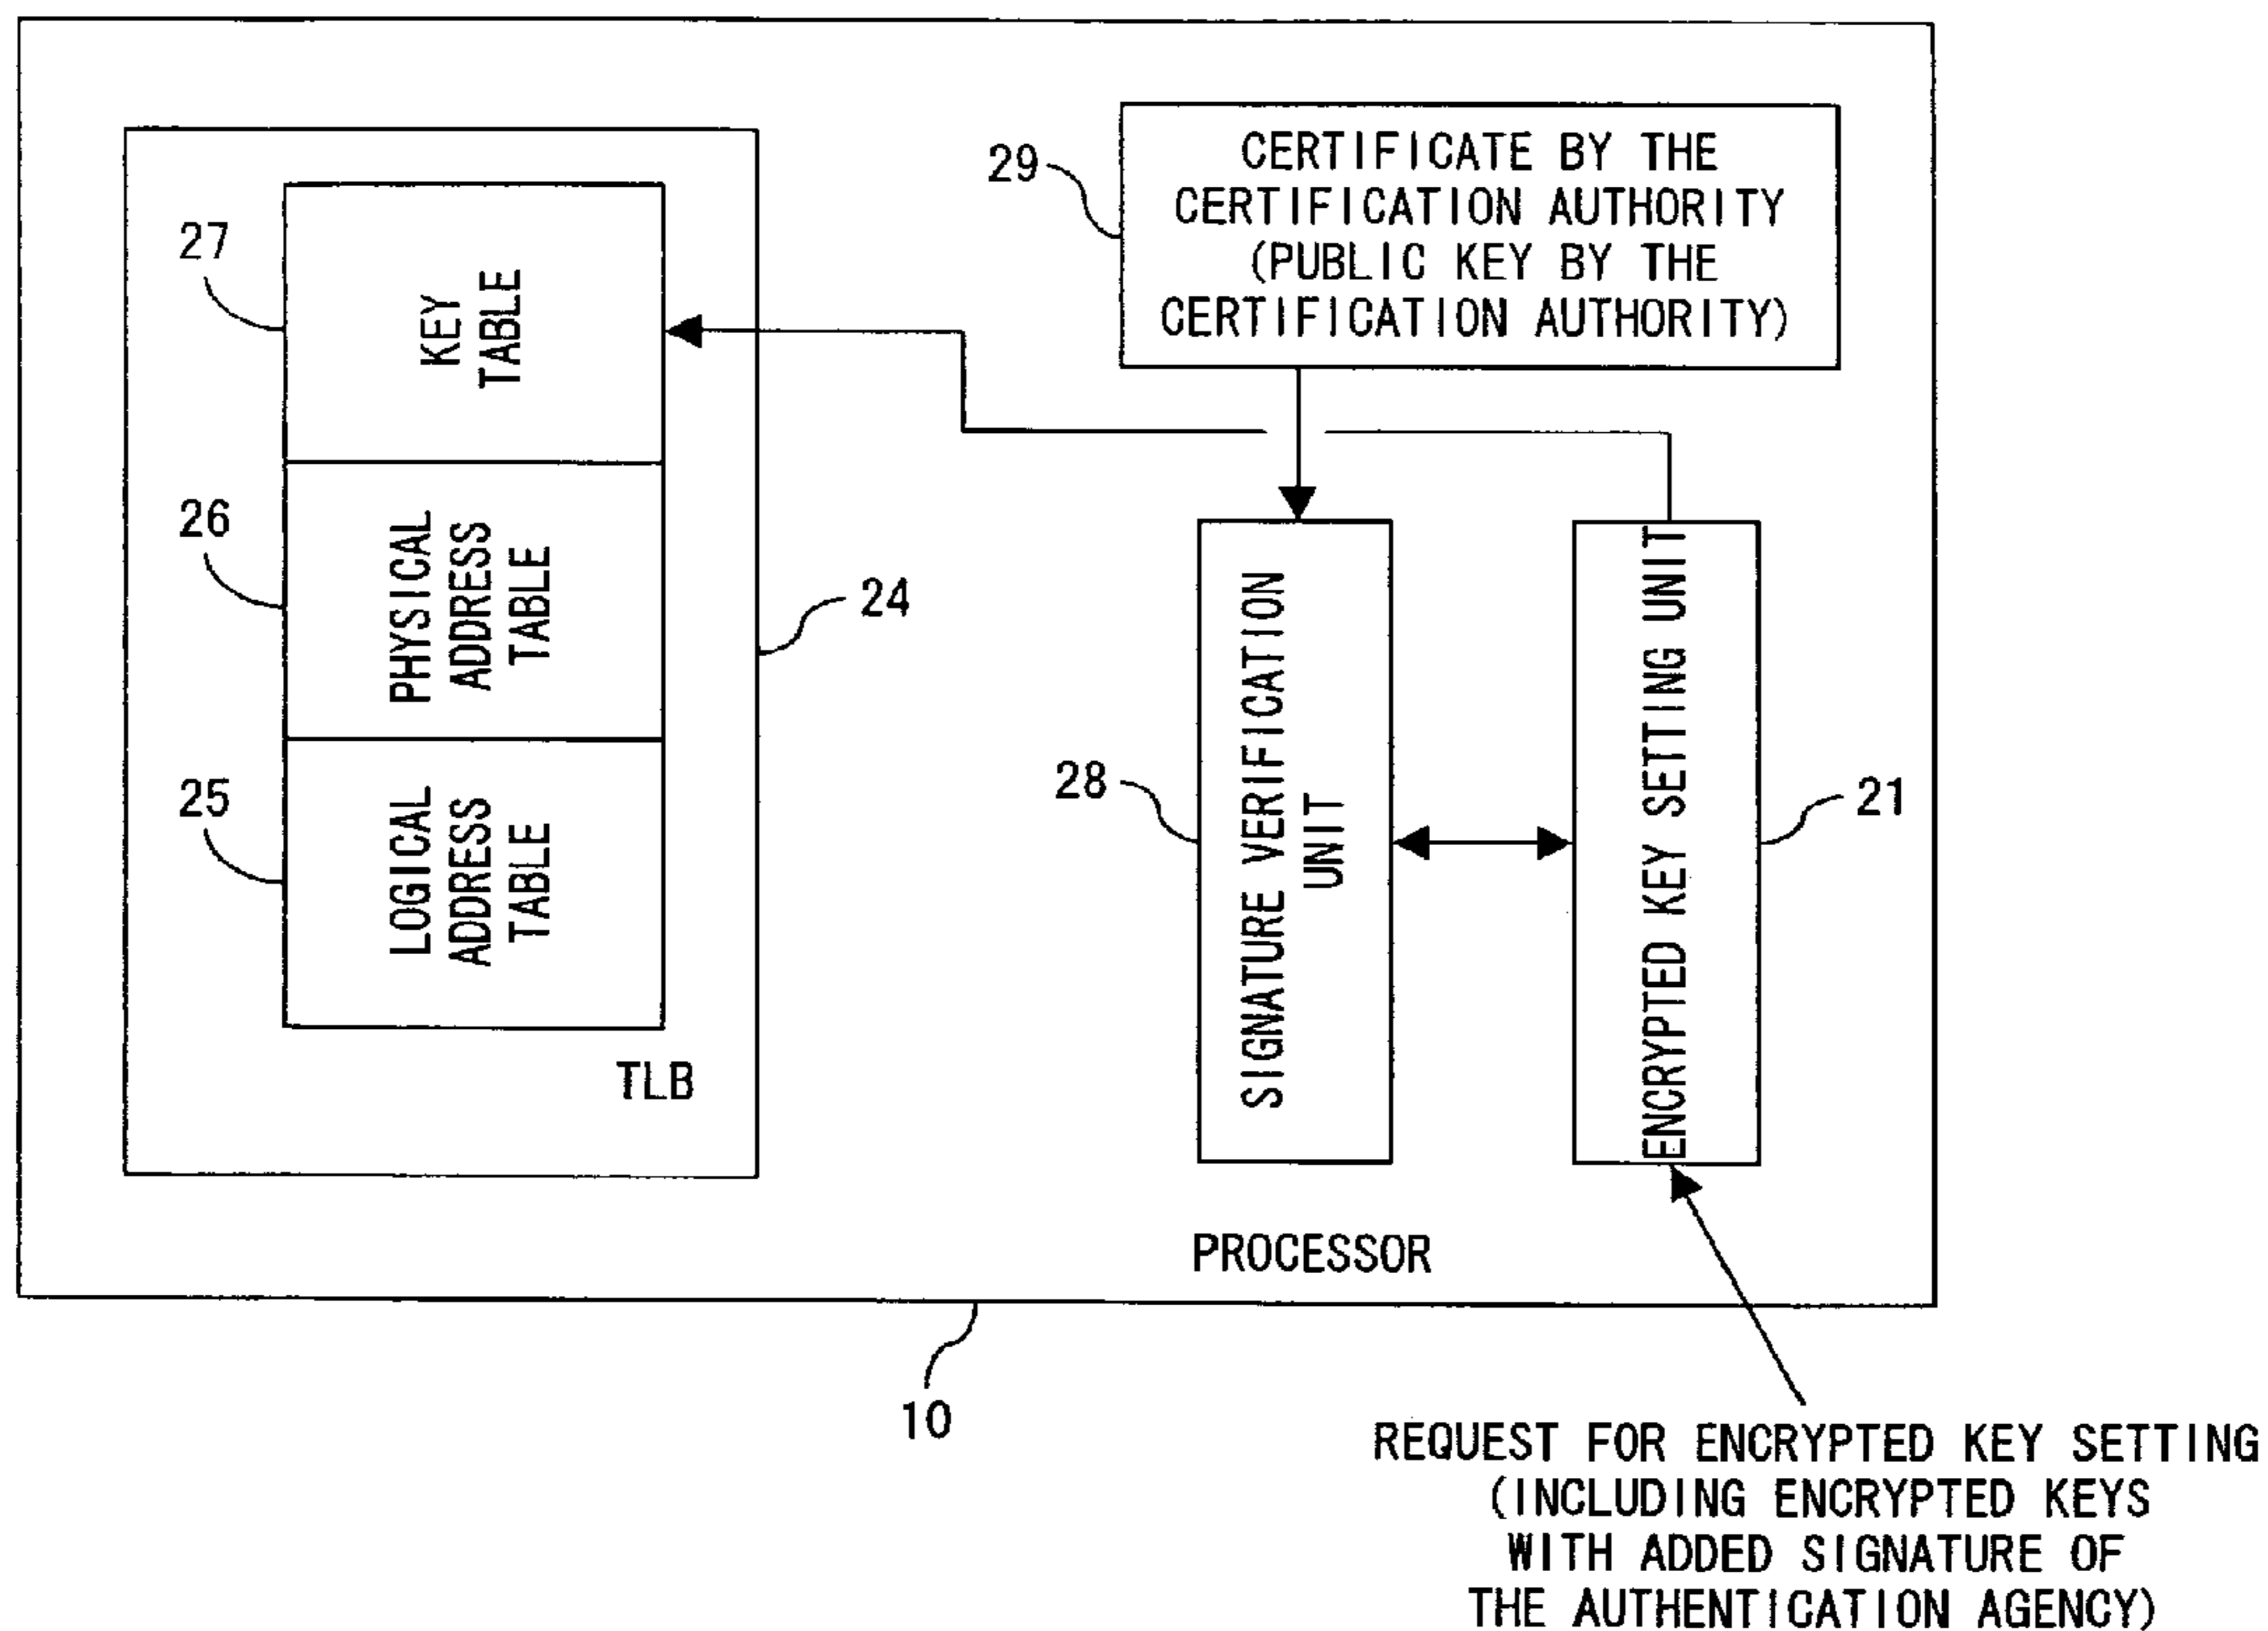 29
CERTIFICATE BY THE
CERTIFICATION AUTHORITY
(PUBLIC KEY BY THE
CERTIFICATION AUTHORITY)
27
KEY
TABLE
26
PHYSICAL
ADDRESS
TABLE
25
LOGICAL
ADDRESS
TABLE
TLB
24
28
SIGNATURE VERIFICATION
UNIT
ENCRYPTED KEY SETTING UNIT
21
PROCESSOR
10
REQUEST FOR ENCRYPTED KEY SETTING
(INCLUDING ENCRYPTED KEYS
WITH ADDED SIGNATURE OF
THE AUTHENTICATION AGENCY)